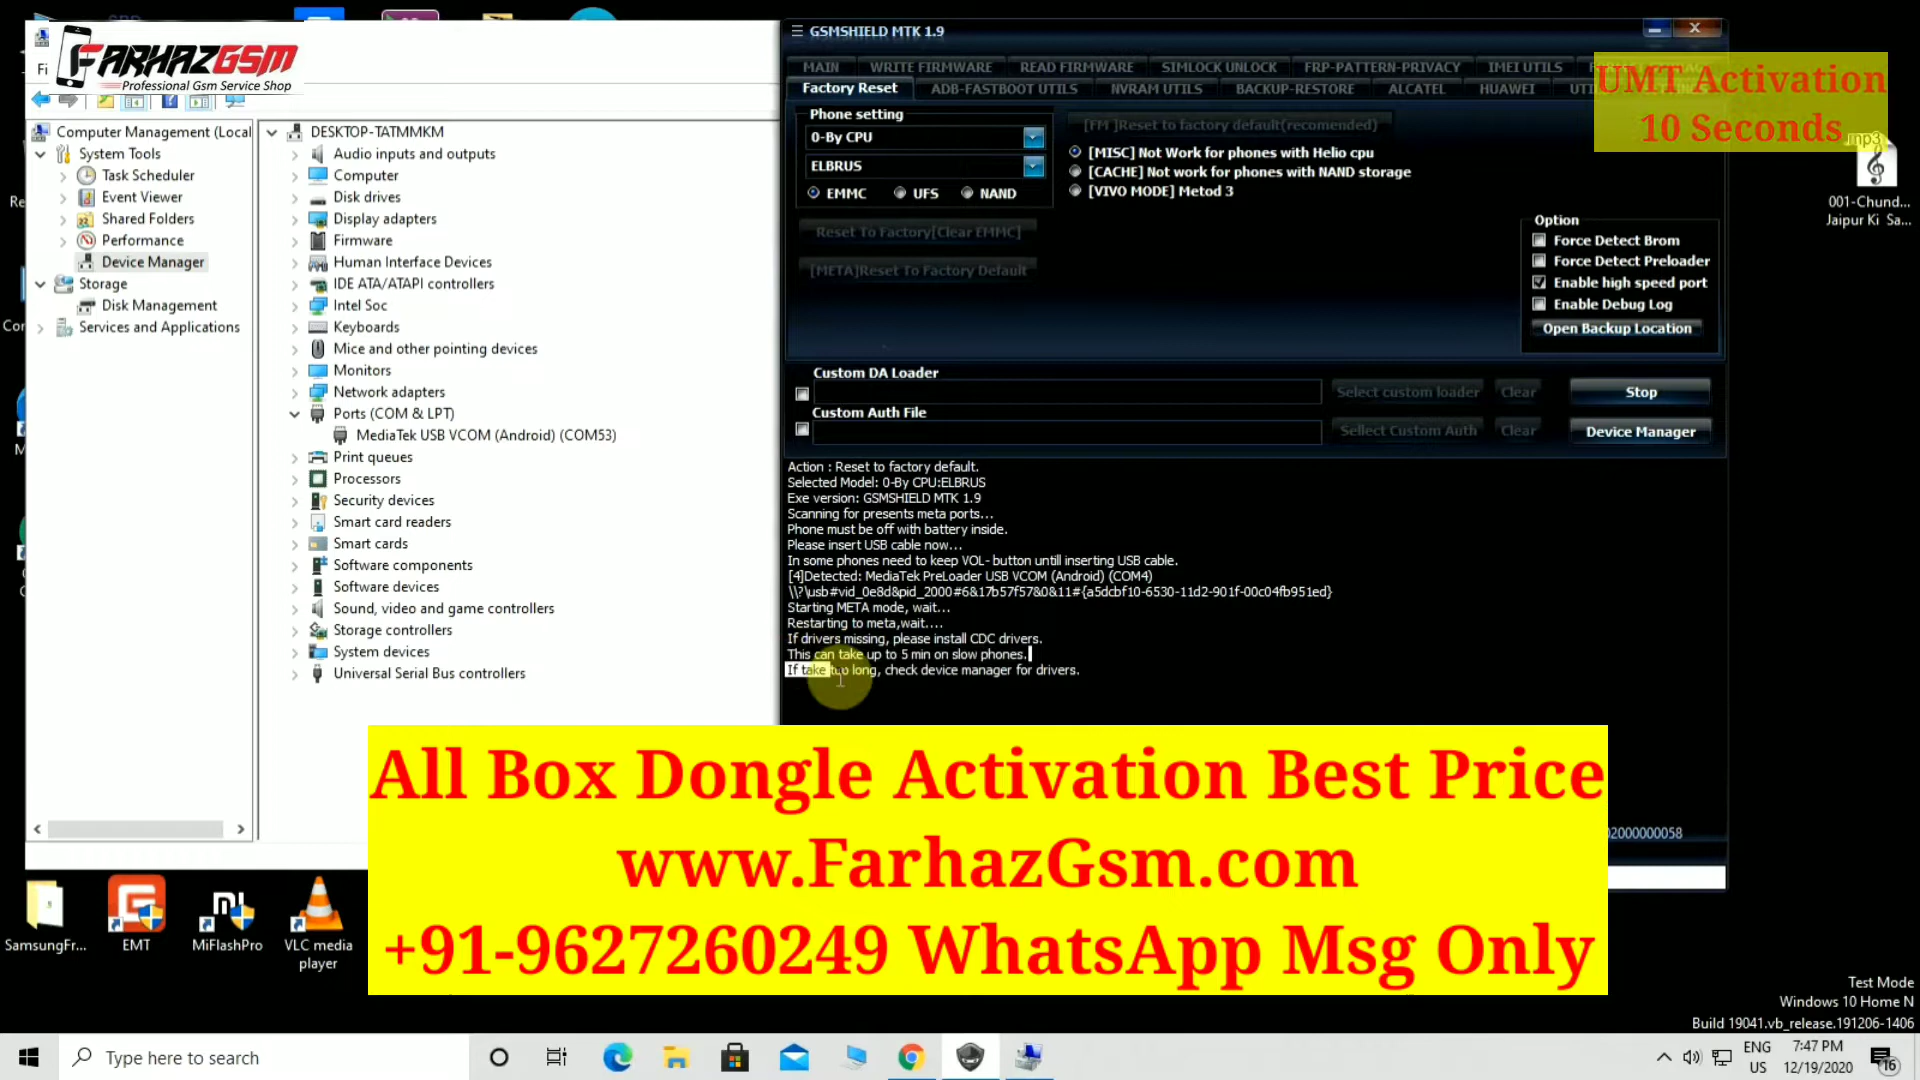 FARHAZGSM
Professional Gsm Service Shop
Fi
Computer Management (Local
System Tools
Task Scheduler
Event Viewer
Shared Folders
Performance
Device Manager
Storage
Disk Management
Services and Applications
DESKTOP-TATMMKM
Audio inputs and outputs
Computer
Disk drives
Display adapters
Firmware
Human Interface Devices
IDE ATA/ATAPI controllers
Intel Soc
Keyboards
Mice and other pointing devices
Monitors
Network adapters
Ports (COM & LPT)
MediaTek USB VCOM (Android) (COM53)
Print queues
Processors
Security devices
Smart card readers
Smart cards
Software components
Software devices
Sound, video and game controllers
Storage controllers
System devices
Universal Serial Bus controllers
GSMSHIELD MTK 1.9
MAIN WRITE FIRMWARE READ FIRMWARE SIMLOCK UNLOCK FRP-PATTERN-PRIVACY IMEI UTILS
Factory Reset ADB-FASTBOOT UTILS NVRAM UTILS BACKUP-RESTORE ALCATEL HUAWEI
UMT Activation
10 Seconds
Phone setting
0-By CPU
ELBRUS
EMMC UFS NAND
Reset To Factory[Clear EMMC]
[META]Reset To Factory Default
[FM ]Reset to factory default(recomended)
[MISC] Not Work for phones with Helio cpu
[CACHE] Not work for phones with NAND storage
[VIVO MODE] Metod 3
Option
Force Detect Brom
Force Detect Preloader
Enable high speed port
Enable Debug Log
Open Backup Location
Custom DA Loader
Select custom loader Clear Stop
Custom Auth File
Sellect Custom Auth Clear Device Manager
Action : Reset to factory default.
Selected Model: 0-By CPU:ELBRUS
Exe version: GSMSHIELD MTK 1.9
Scanning for presents meta ports...
Phone must be off with battery inside.
Please insert USB cable now...
In some phones need to keep VOL- button untill inserting USB cable.
[4]Detected: MediaTek PreLoader USB VCOM (Android) (COM4)
\\?\usb#vid_0e8d&pid_2000#6&17b57f57&0&11#{a5dcbf10-6530-11d2-901f-00c04fb951ed}
Starting META mode, wait...
Restarting to meta,wait....
If drivers missing, please install CDC drivers.
This can take up to 5 min on slow phones.
If take too long, check device manager for drivers.
mp3
001-Chund...
Jaipur Ki Sa...
All Box Dongle Activation Best Price
www.FarhazGsm.com
+91-9627260249 WhatsApp Msg Only
SamsungFr...
EMT
MiFlashPro
VLC media
player
Test Mode
Windows 10 Home N
Build 19041.vb_release.191206-1406
Type here to search
ENG
US
7:47 PM
12/19/2020
16